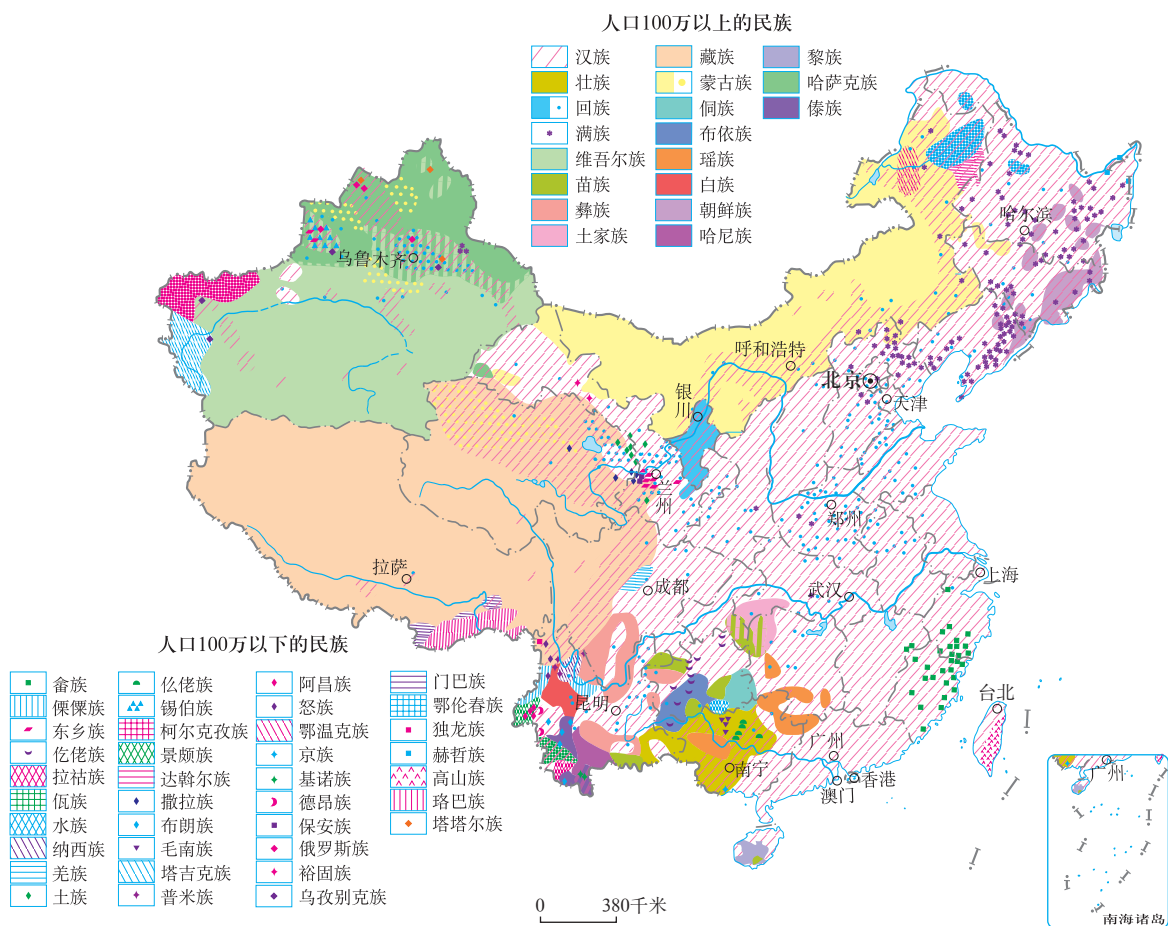 人口100万以上的民族
汉族 藏族 黎族
壮族 蒙古族 哈萨克族
回族 侗族 傣族
满族 布依族
维吾尔族 瑶族
苗族 白族
彝族 朝鲜族
土家族 哈尼族
哈尔滨
乌鲁木齐
呼和浩特
北京
银川
天津
兰州
郑州
拉萨
成都
武汉
上海
昆明
台北
广州
南宁
香港
澳门
人口100万以下的民族
畲族 仫佬族 阿昌族 门巴族
傈僳族 锡伯族 怒族 鄂伦春族
东乡族 柯尔克孜族 鄂温克族 独龙族
仡佬族 景颇族 京族 赫哲族
拉祜族 达斡尔族 基诺族 高山族
佤族 撒拉族 德昂族 珞巴族
水族 布朗族 保安族 塔塔尔族
纳西族 毛南族 俄罗斯族
羌族 塔吉克族 裕固族
土族 普米族 乌孜别克族
0 380千米
广州
南海诸岛